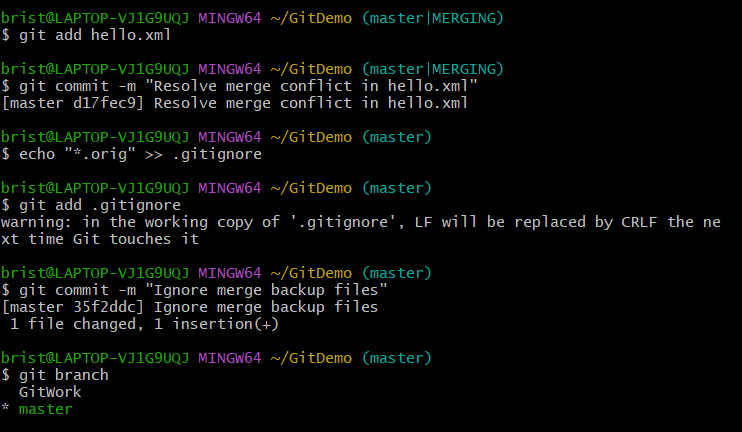 brist@LAPTOP-VJ1G9UQJ MINGW64 ~/GitDemo (master|MERGING)
$ git add hello.xml
brist@LAPTOP-VJ1G9UQJ MINGW64 ~/GitDemo (master|MERGING)
$ git commit -m "Resolve merge conflict in hello.xml"
[master d17fec9] Resolve merge conflict in hello.xml
brist@LAPTOP-VJ1G9UQJ MINGW64 ~/GitDemo (master)
$ echo "*.orig" >> .gitignore
brist@LAPTOP-VJ1G9UQJ MINGW64 ~/GitDemo (master)
$ git add .gitignore
warning: in the working copy of '.gitignore', LF will be replaced by CRLF the ne
xt time Git touches it
brist@LAPTOP-VJ1G9UQJ MINGW64 ~/GitDemo (master)
$ git commit -m "Ignore merge backup files"
[master 35f2ddc] Ignore merge backup files
 1 file changed, 1 insertion(+)
brist@LAPTOP-VJ1G9UQJ MINGW64 ~/GitDemo (master)
$ git branch
  GitWork
* master